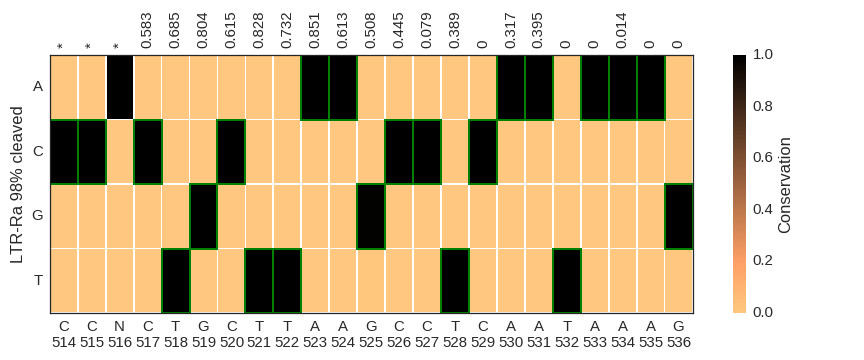 * * * 0.583 0.685 0.804 0.615 0.828 0.732 0.851 0.613 0.508 0.445 0.079 0.389 0 0.317 0.395 0 0 0.014 0 0
LTR-Ra 98% cleaved
A
C
G
T
C C N C T G C T T A A G C C T C A A T A A A G
514 515 516 517 518 519 520 521 522 523 524 525 526 527 528 529 530 531 532 533 534 535 536
1.0
0.8
0.6
0.4
0.2
0.0
Conservation